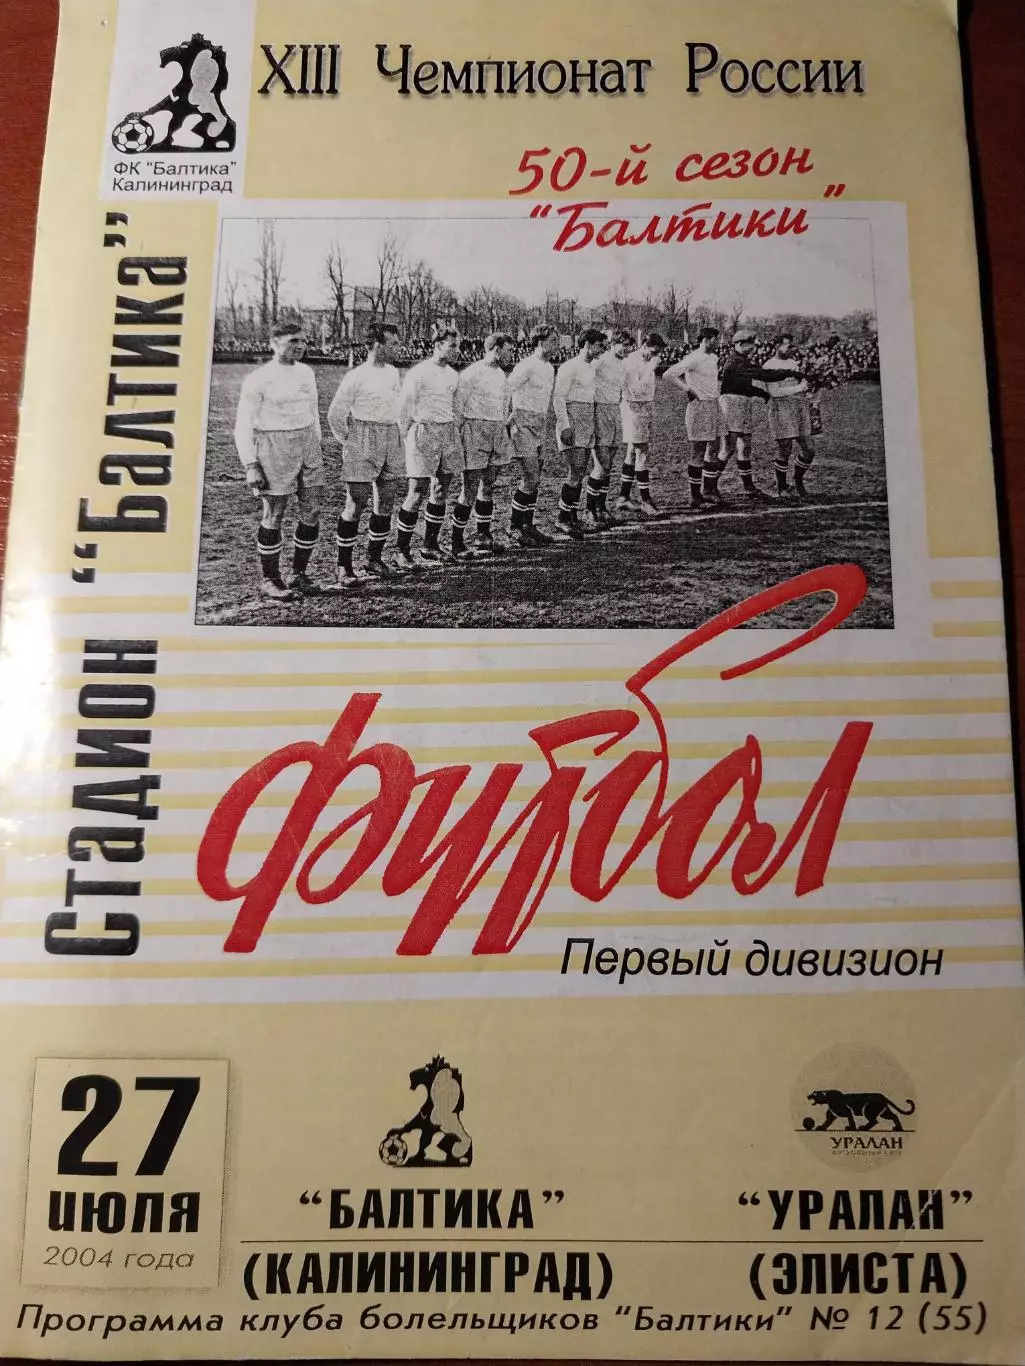 XIII Чемпионат России
ФК "Балтика"
Калининград
50-й сезон
"Балтики"
Стадион "Балтика"
Футбол
Первый дивизион
27
июля
2004 года
"БАЛТИКА"
(КАЛИНИНГРАД)
УРАЛАН
"УРАЛАН"
(ЭЛИСТА)
Программа клуба болельщиков "Балтики" № 12 (55)